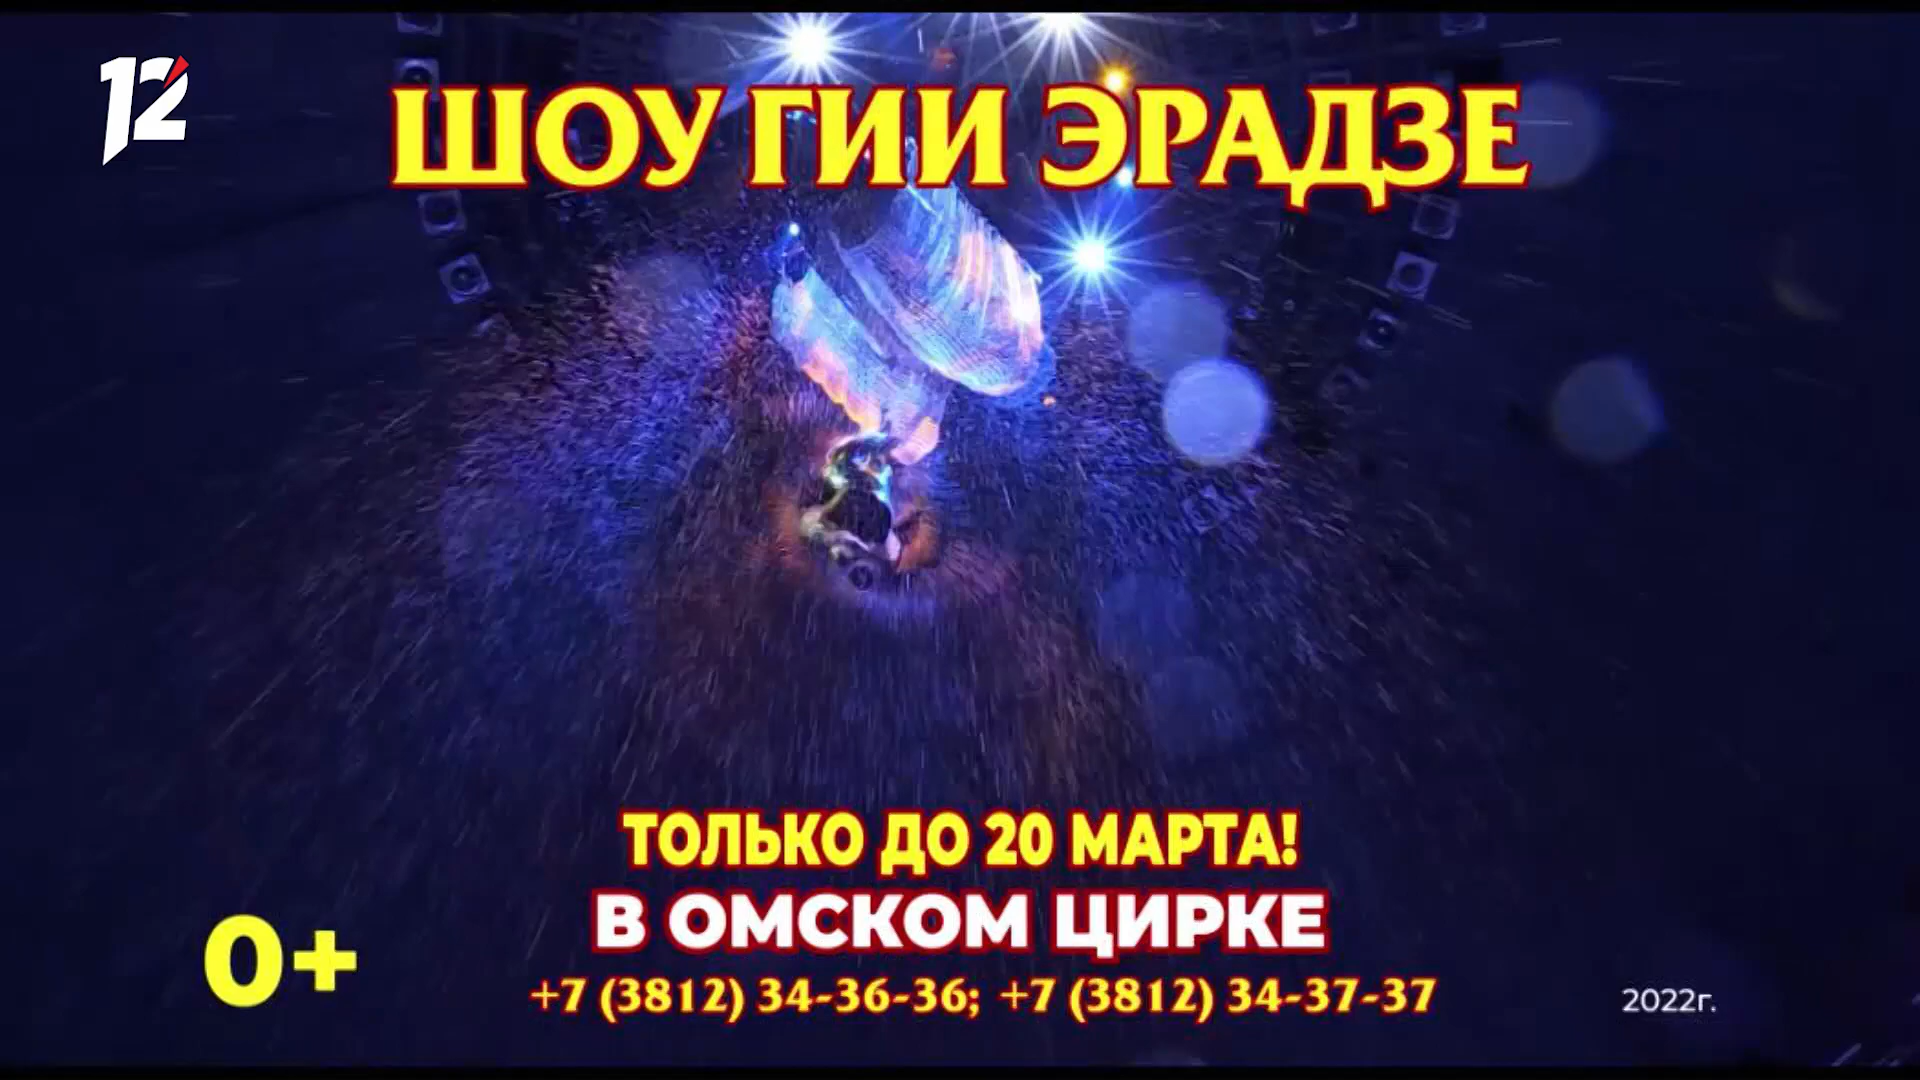 12
ШОУ ГИИ ЭРАДЗЕ
ТОЛЬКО ДО 20 МАРТА!
В ОМСКОМ ЦИРКЕ
0+
+7 (3812) 34-36-36; +7 (3812) 34-37-37
2022г.